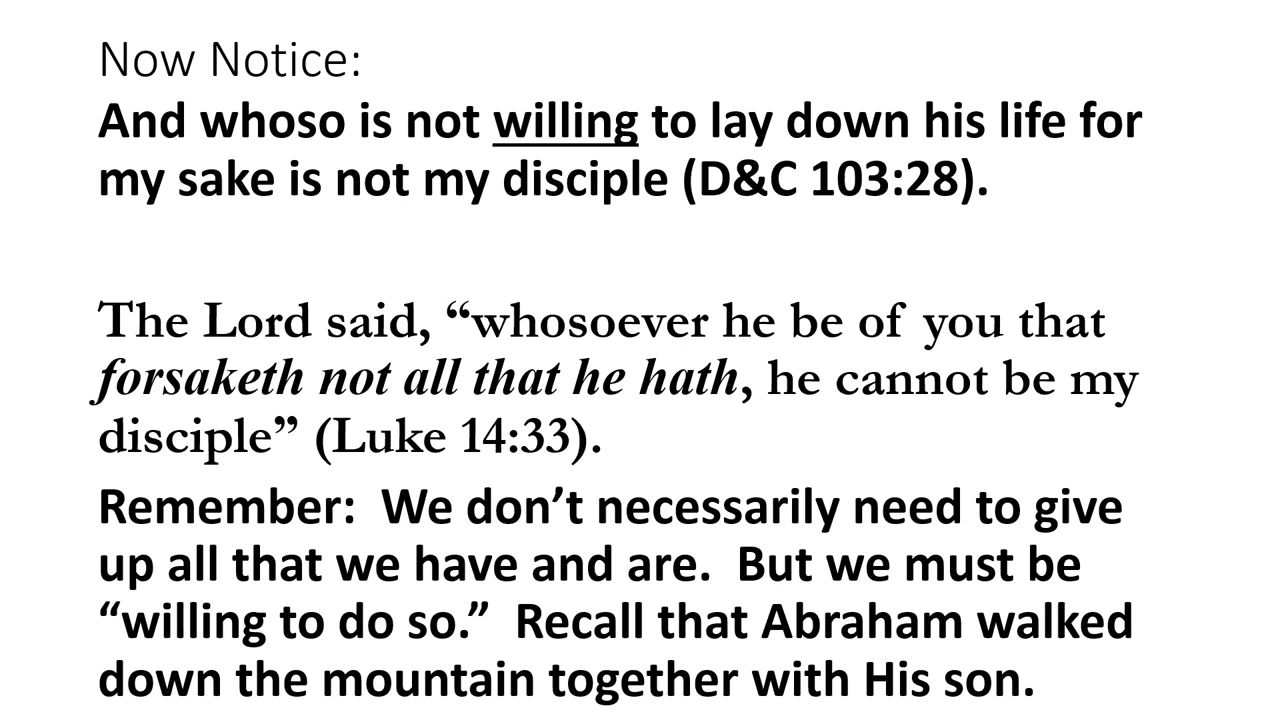 Now Notice:
And whoso is not willing to lay down his life for
my sake is not my disciple (D&C 103:28).
The Lord said, “whosoever he be of you that
forsaketh not all that he hath, he cannot be my
disciple” (Luke 14:33).
Remember:  We don’t necessarily need to give
up all that we have and are.  But we must be
“willing to do so.”  Recall that Abraham walked
down the mountain together with His son.